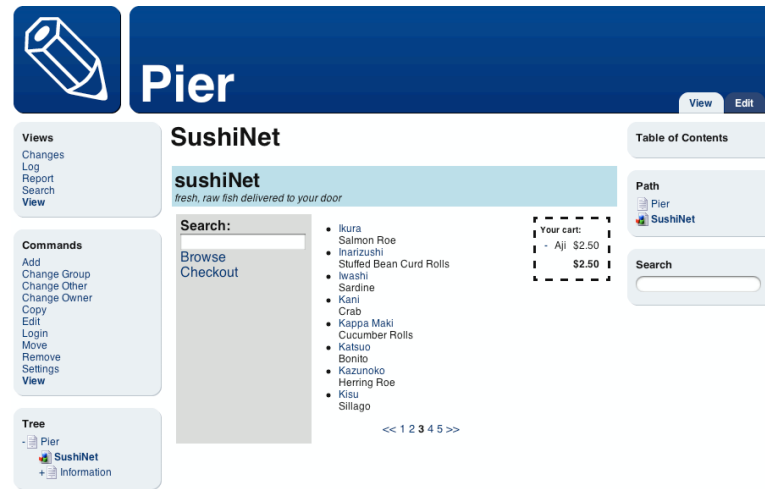 Pier
View Edit
Views
Changes
Log
Report
Search
View
Commands
Add
Change Group
Change Other
Change Owner
Copy
Edit
Login
Move
Remove
Settings
View
Tree
- Pier
SushiNet
+ Information
SushiNet
sushiNet
fresh, raw fish delivered to your door
Search:
Browse
Checkout
Ikura
Salmon Roe
Inarizushi
Stuffed Bean Curd Rolls
Iwashi
Sardine
Kani
Crab
Kappa Maki
Cucumber Rolls
Katsuo
Bonito
Kazunoko
Herring Roe
Kisu
Sillago
<< 1 2 3 4 5 >>
Your cart:
- Aji $2.50
$2.50
Table of Contents
Path
Pier
SushiNet
Search